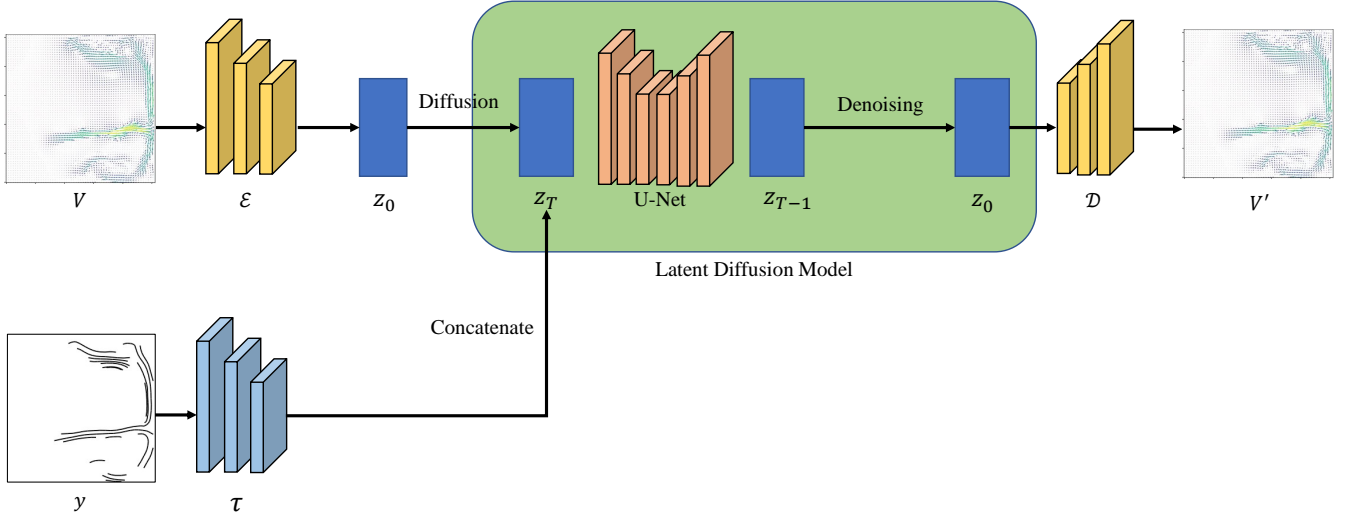 Diffusion
Denoising
V
ℰ
z₀
z_T
U-Net
z_{T−1}
z₀
𝒟
V′
Latent Diffusion Model
Concatenate
y
τ